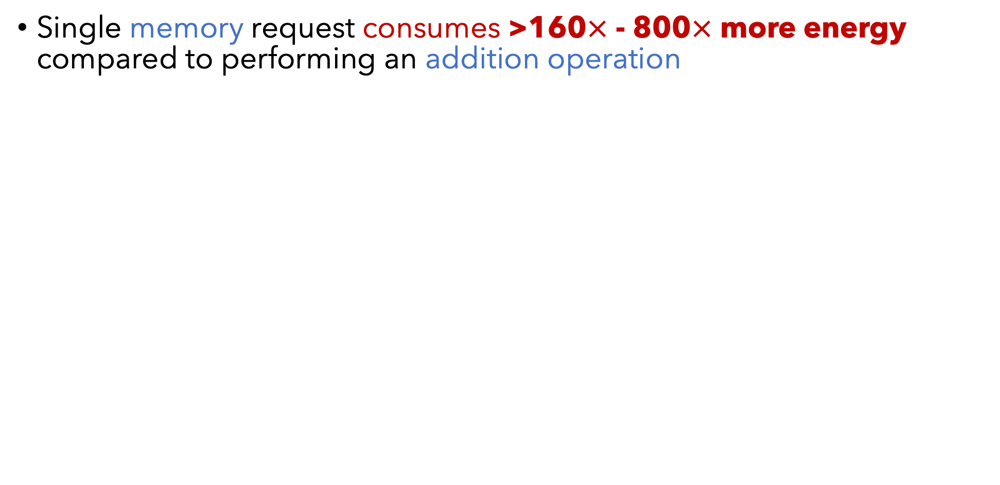 • Single memory request consumes >160× - 800× more energy
compared to performing an addition operation